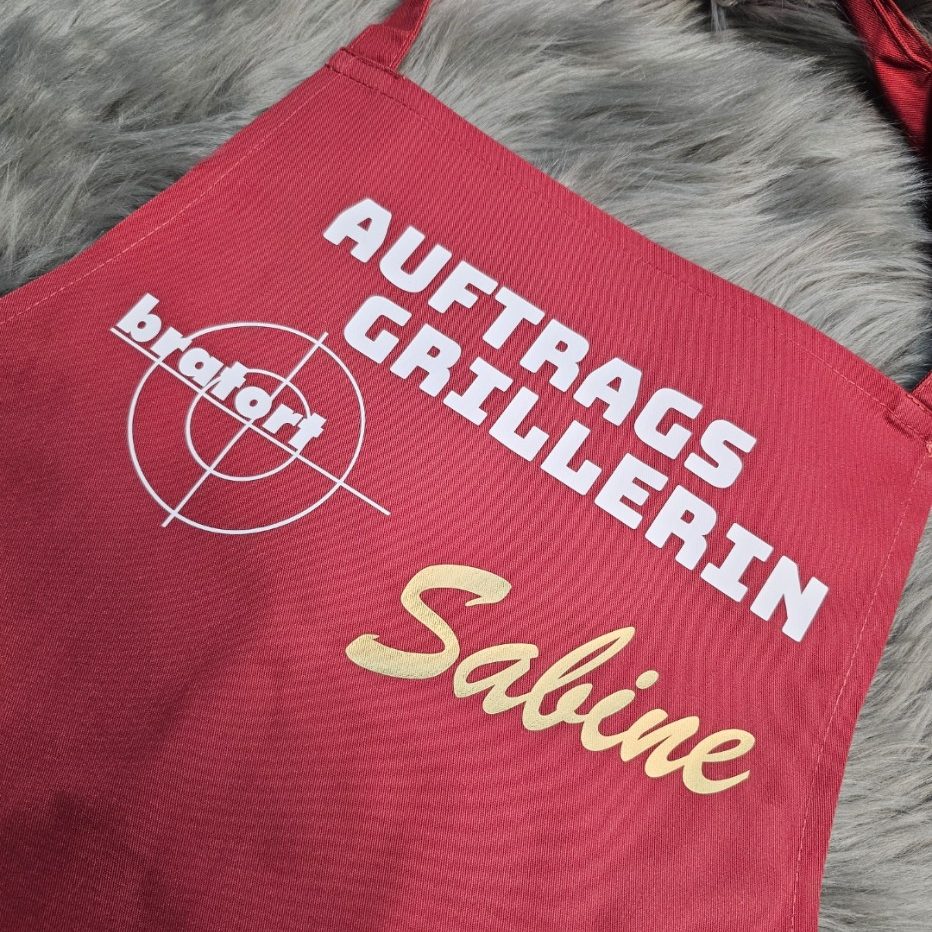 AUFTRAGS
GRILLERIN
bratort
Sabine